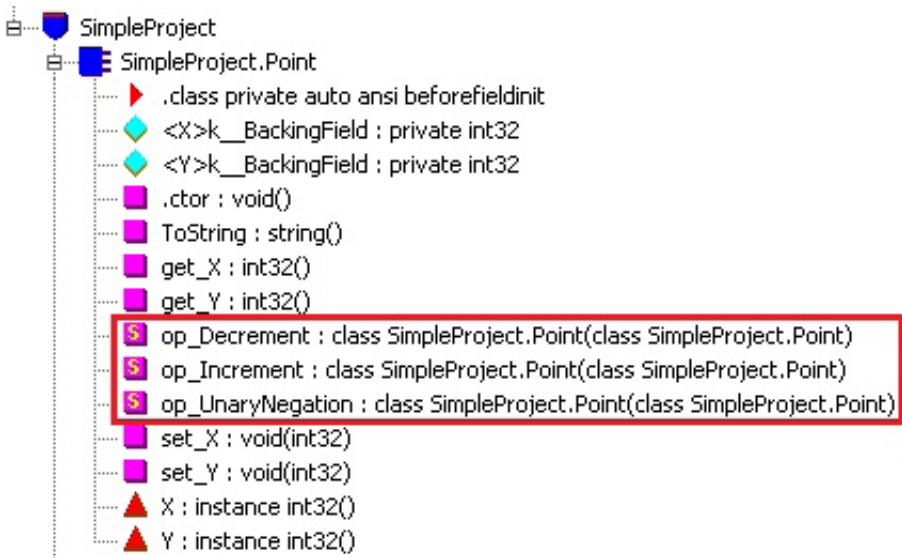 SimpleProject
SimpleProject.Point
.class private auto ansi beforefieldinit
<X>k__BackingField : private int32
<Y>k__BackingField : private int32
.ctor : void()
ToString : string()
get_X : int32()
get_Y : int32()
S op_Decrement : class SimpleProject.Point(class SimpleProject.Point)
S op_Increment : class SimpleProject.Point(class SimpleProject.Point)
S op_UnaryNegation : class SimpleProject.Point(class SimpleProject.Point)
set_X : void(int32)
set_Y : void(int32)
X : instance int32()
Y : instance int32()